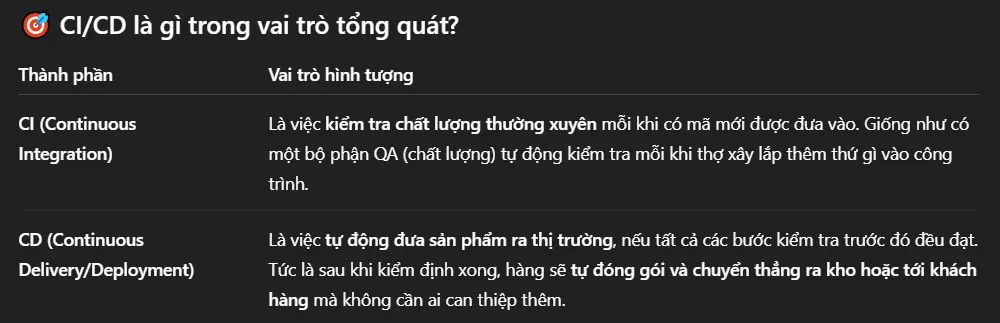 🎯 CI/CD là gì trong vai trò tổng quát?
Thành phần Vai trò hình tượng
CI (Continuous Integration)
Là việc kiểm tra chất lượng thường xuyên mỗi khi có mã mới được đưa vào. Giống như có
một bộ phận QA (chất lượng) tự động kiểm tra mỗi khi thợ xây lắp thêm thứ gì vào công
trình.
CD (Continuous
Delivery/Deployment)
Là việc tự động đưa sản phẩm ra thị trường, nếu tất cả các bước kiểm tra trước đó đều đạt.
Tức là sau khi kiểm định xong, hàng sẽ tự đóng gói và chuyển thẳng ra kho hoặc tới khách
hàng mà không cần ai can thiệp thêm.